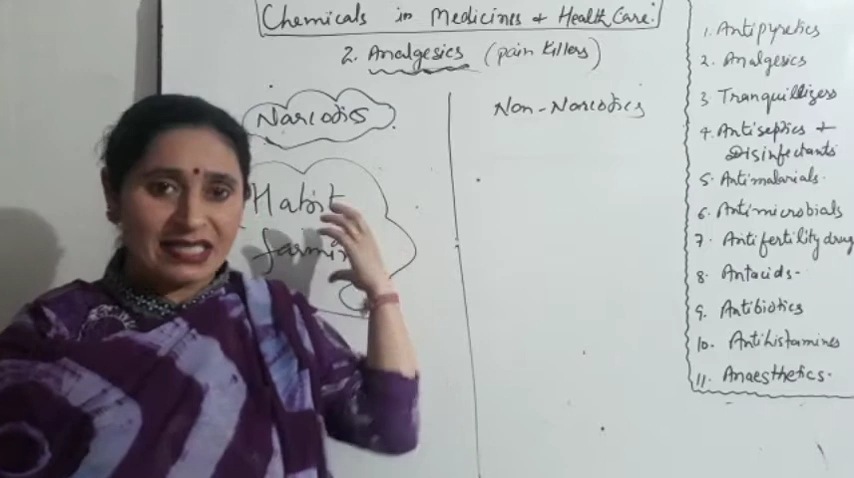 Chemicals in Medicines & Health Care:
2. Analgesics (pain killers)
Narcotics
Habit
Non-Narcotics
1. Antipyretics
2. Analgesics
3 Tranquillizers
4. Antiseptics &
Disinfectants
5. Antimalarials.
6. Antimicrobials
7. Antifertility drug
8. Antacids-
9. Antibiotics
10. Antihistamines
11. Anaesthetics.